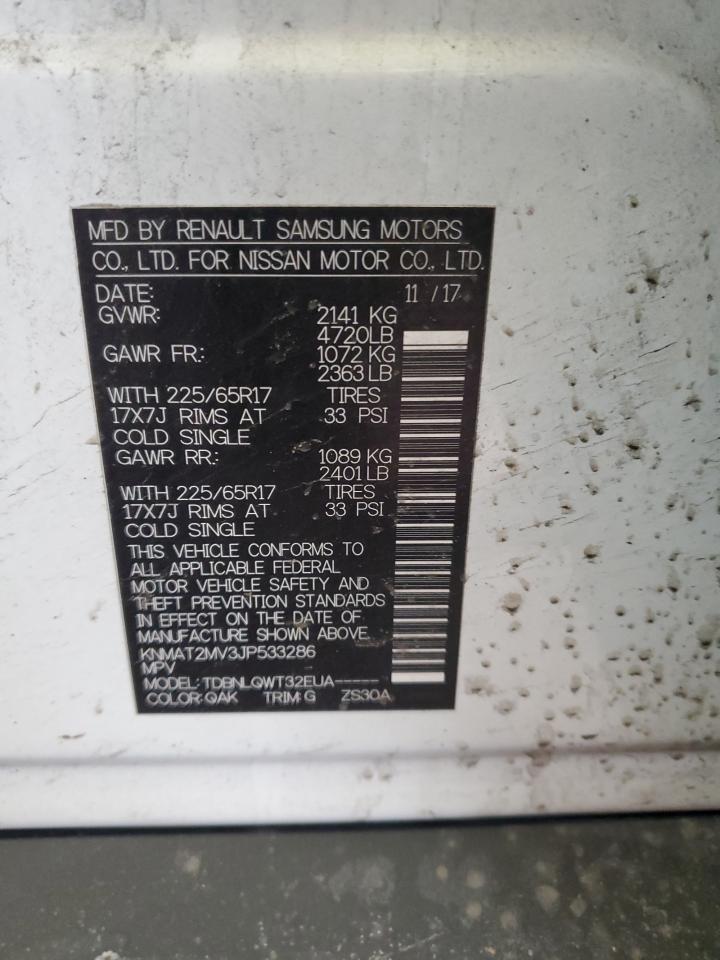 MFD BY RENAULT SAMSUNG MOTORS
CO., LTD. FOR NISSAN MOTOR CO., LTD.
DATE: 11 / 17
GVWR: 2141 KG
4720LB
GAWR FR.: 1072 KG
2363 LB
WITH 225/65R17 TIRES
17X7J RIMS AT 33 PSI
COLD SINGLE
GAWR RR.: 1089 KG
2401 LB
WITH 225/65R17 TIRES
17X7J RIMS AT 33 PSI
COLD SINGLE
THIS VEHICLE CONFORMS TO
ALL APPLICABLE FEDERAL
MOTOR VEHICLE SAFETY AND
THEFT PREVENTION STANDARDS
IN EFFECT ON THE DATE OF
MANUFACTURE SHOWN ABOVE.
KNMAT2MV3JP533286
MPV
MODEL: TDBNLQWT32EUA-----
COLOR: QAK TRIM: G ZS30A